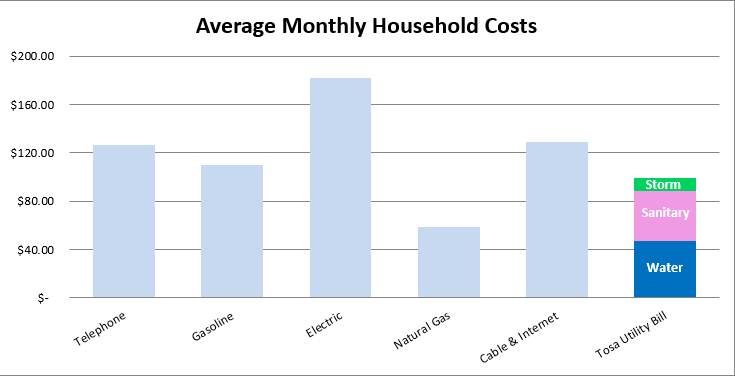 Average Monthly Household Costs
$200.00
$160.00
$120.00
$80.00
$40.00
$-
Storm
Sanitary
Water
Telephone
Gasoline
Electric
Natural Gas
Cable & Internet
Tosa Utility Bill